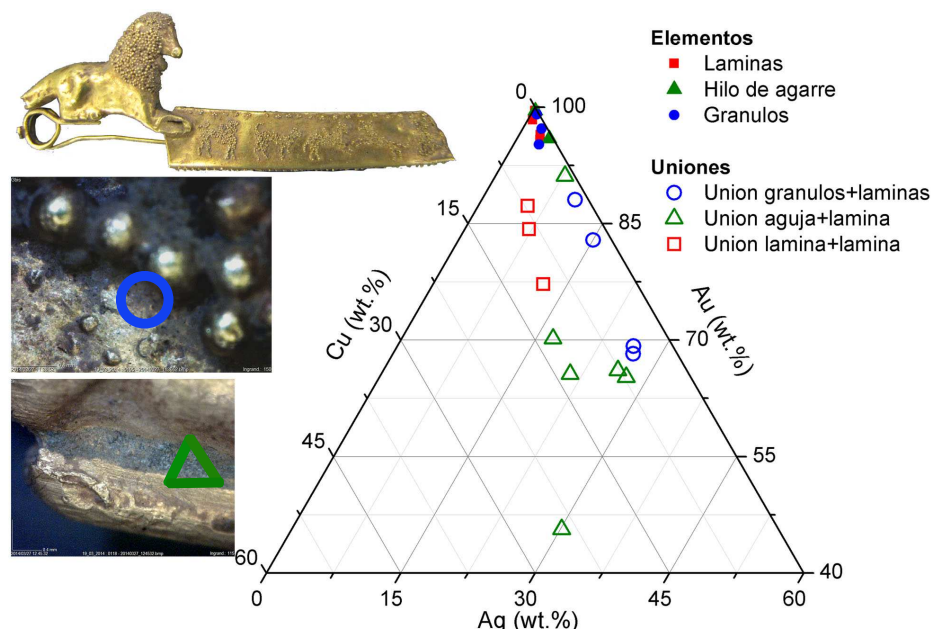 Elementos
Laminas
Hilo de agarre
Granulos
Uniones
Union granulos+laminas
Union aguja+lamina
Union lamina+lamina
0
100
15
85
Cu (wt.%)
Au (wt.%)
30
70
45
55
60
40
0
15
30
45
60
Ag (wt.%)